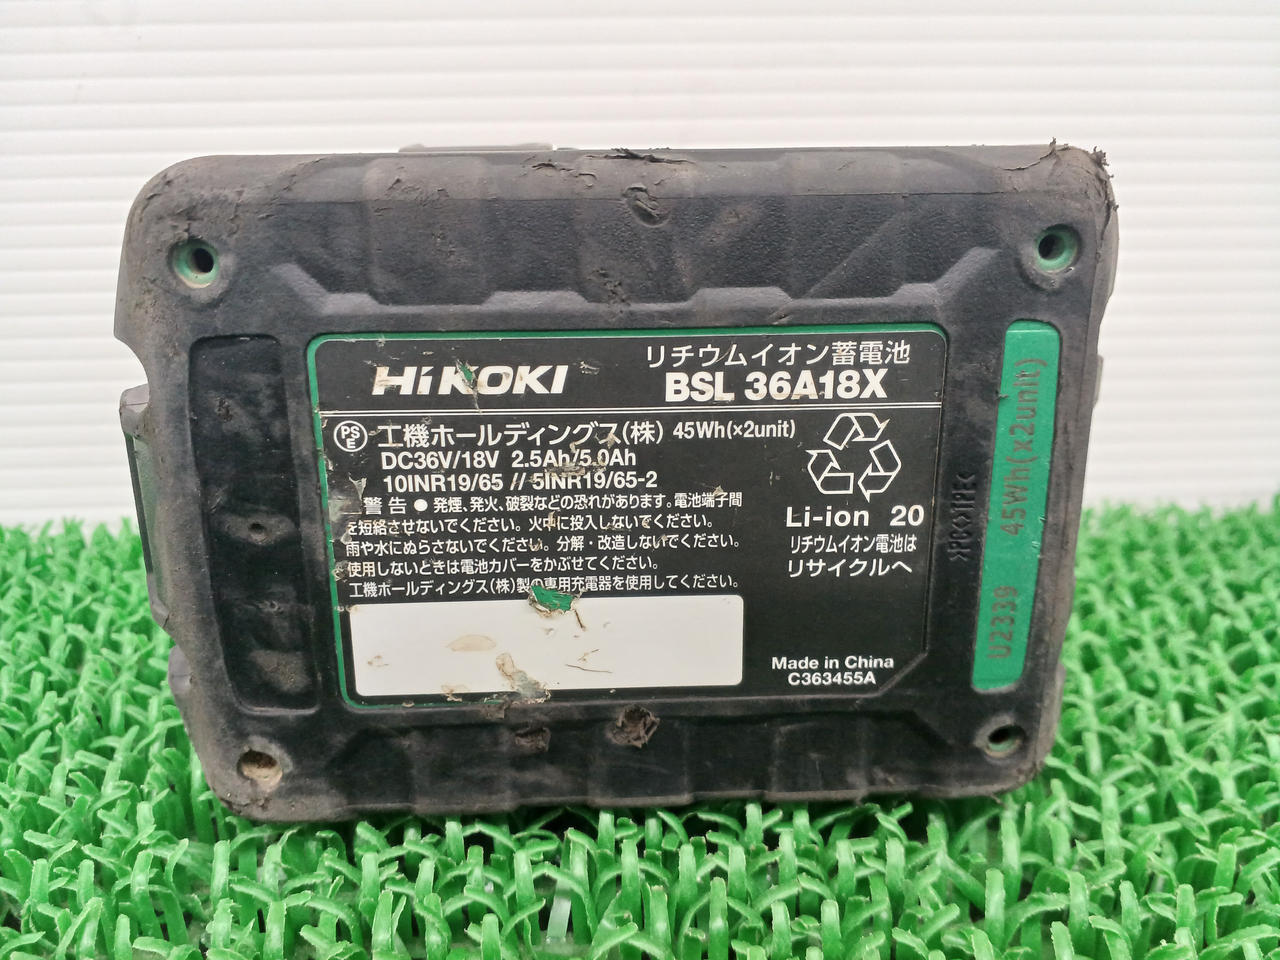 HiKOKI
リチウムイオン蓄電池
BSL 36A18X
PS
E
工機ホールディングス(株) 45Wh(×2unit)
DC36V/18V 2.5Ah/5.0Ah
10INR19/65 // 5INR19/65-2
警告 ● 発煙、発火、破裂などの恐れがあります。電池端子間
を短絡させないでください。火中に投入しないでください。
雨や水にぬらさないでください。分解・改造しないでください。
使用しないときは電池カバーをかぶせてください。
工機ホールディングス(株)製の専用充電器を使用してください。
Li-ion 20
リチウムイオン電池は
リサイクルへ
Made in China
C363455A
>PC<>TPE<
U2339 45Wh(x2unit)